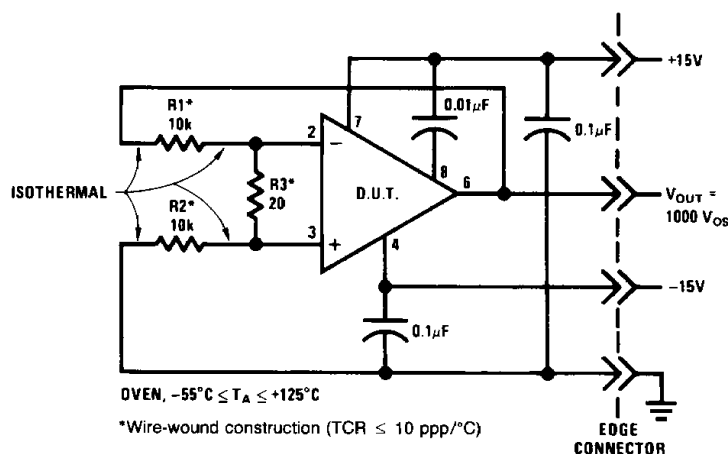 +15V
R1*
10k
0.01µF
7
0.1µF
2
8
6
ISOTHERMAL
R3*
20
D.U.T.
VOUT =
1000 VOS
R2*
10k
3
4
-15V
0.1µF
OVEN, -55°C ≤ TA ≤ +125°C
*Wire-wound construction (TCR ≤ 10 ppp/°C)
EDGE
CONNECTOR